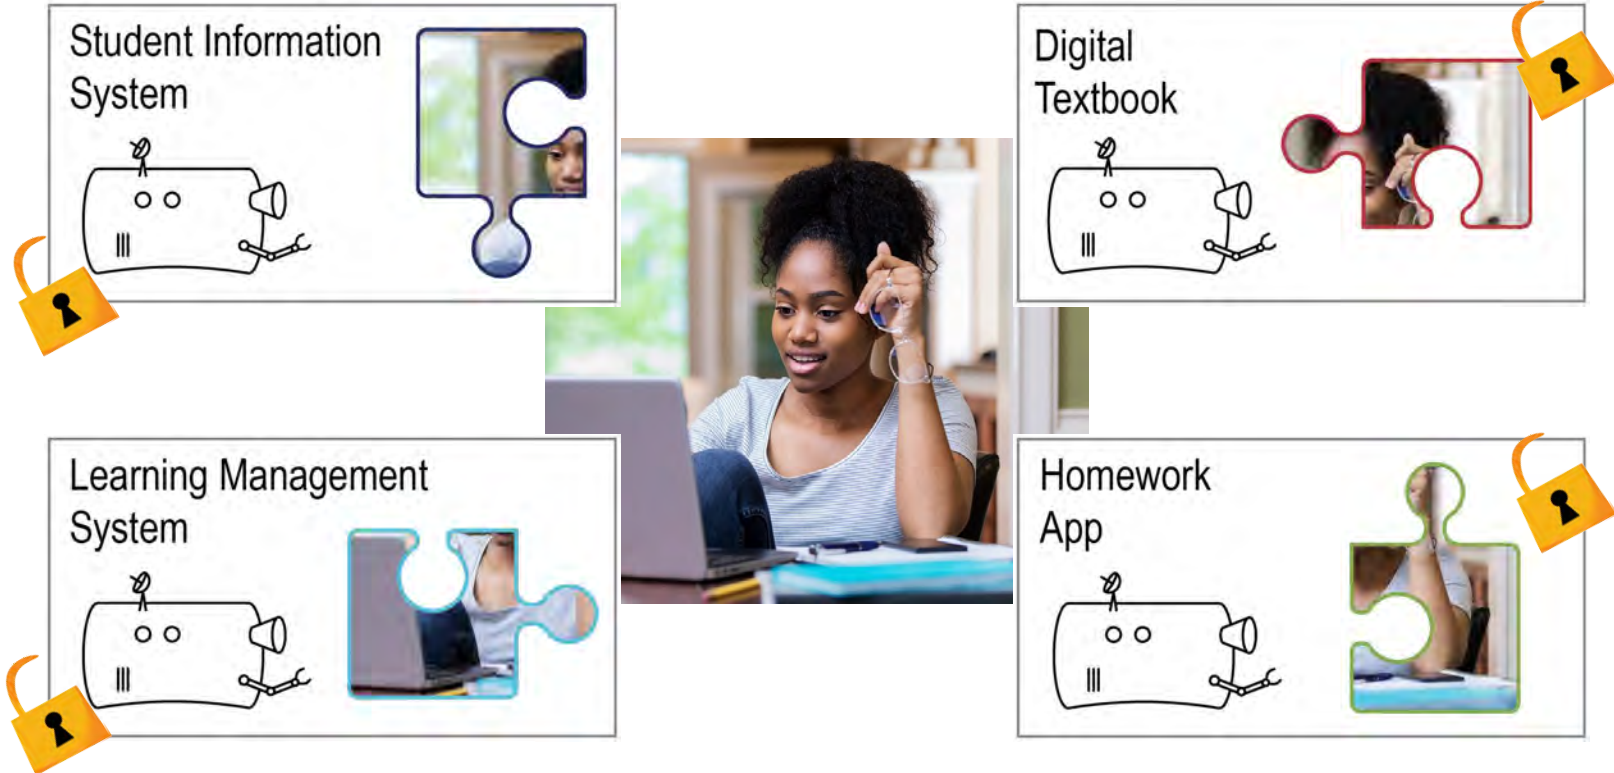 Student Information
System
Digital
Textbook
Learning Management
System
Homework
App